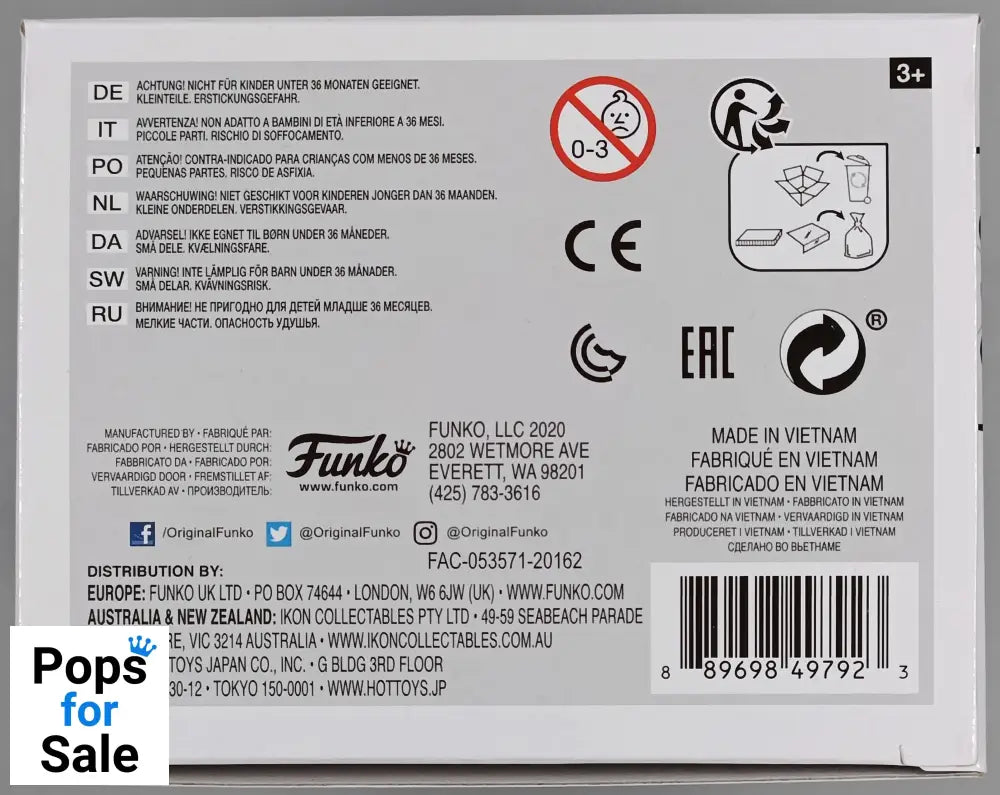 3+
DE ACHTUNG! NICHT FÜR KINDER UNTER 36 MONATEN GEEIGNET.
KLEINTEILE. ERSTICKUNGSGEFAHR.
IT AVVERTENZA! NON ADATTO A BAMBINI DI ETÀ INFERIORE A 36 MESI.
PICCOLE PARTI. RISCHIO DI SOFFOCAMENTO.
PO ATENÇÃO! CONTRA-INDICADO PARA CRIANÇAS COM MENOS DE 36 MESES.
PEQUENAS PARTES. RISCO DE ASFIXIA.
NL WAARSCHUWING! NIET GESCHIKT VOOR KINDEREN JONGER DAN 36 MAANDEN.
KLEINE ONDERDELEN. VERSTIKKINGSGEVAAR.
DA ADVARSEL! IKKE EGNET TIL BØRN UNDER 36 MÅNEDER.
SMÅ DELE. KVÆLNINGSFARE.
SW VARNING! INTE LÄMPLIG FÖR BARN UNDER 36 MÅNADER.
SMÅ DELAR. KVÄVNINGSRISK.
RU ВНИМАНИЕ! НЕ ПРИГОДНО ДЛЯ ДЕТЕЙ МЛАДШЕ 36 МЕСЯЦЕВ.
МЕЛКИЕ ЧАСТИ. ОПАСНОСТЬ УДУШЬЯ.
0-3
CE
EAC
®
MANUFACTURED BY • FABRIQUÉ PAR:
FABRICADO POR • HERGESTELLT DURCH:
FABBRICATO DA • FABRICADO POR:
VERVAARDIGD DOOR • FREMSTILLET AF:
TILLVERKAD AV • ПРОИЗВОДИТЕЛЬ:
Funko
www.funko.com
FUNKO, LLC 2020
2802 WETMORE AVE
EVERETT, WA 98201
(425) 783-3616
MADE IN VIETNAM
FABRIQUÉ EN VIETNAM
FABRICADO EN VIETNAM
HERGESTELLT IN VIETNAM • FABBRICATO IN VIETNAM
FABRICADO NA VIETNAM • VERVAARDIGD IN VIETNAM
PRODUCERET I VIETNAM • TILLVERKAD I VIETNAM
СДЕЛАНО ВО ВЬЕТНАМЕ
/OriginalFunko @OriginalFunko @OriginalFunko
FAC-053571-20162
DISTRIBUTION BY:
EUROPE: FUNKO UK LTD • PO BOX 74644 • LONDON, W6 6JW (UK) • WWW.FUNKO.COM
AUSTRALIA & NEW ZEALAND: IKON COLLECTABLES PTY LTD • 49-59 SEABEACH PARADE
RE, VIC 3214 AUSTRALIA • WWW.IKONCOLLECTABLES.COM.AU
TOYS JAPAN CO., INC. • G BLDG 3RD FLOOR
30-12 • TOKYO 150-0001 • WWW.HOTTOYS.JP
8 89698 49792 3
Pops
for
Sale